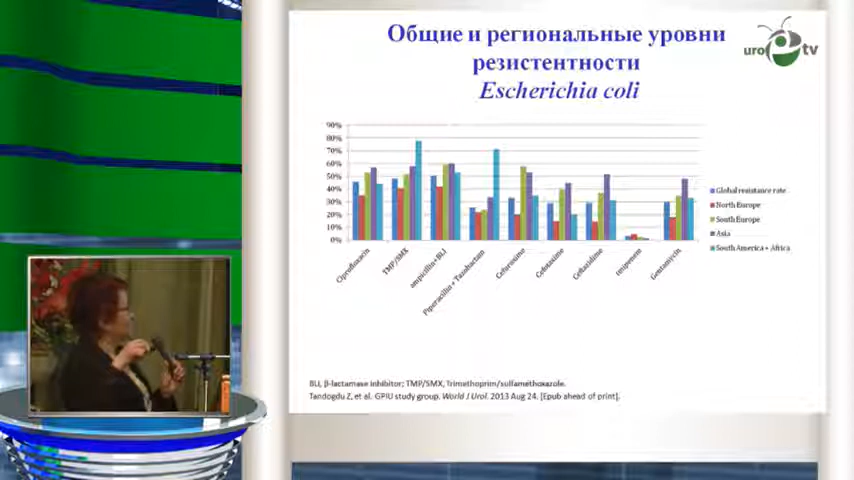 Общие и региональные уровни
резистентности
Escherichia coli
uro tv
90%
80%
70%
60%
50%
40%
30%
20%
10%
0%
Ciprofloxacin
TMP/SMX
ampicillin+BLI
Piperacillin + Tazobactam
Cefuroxime
Cefotaxime
Ceftazidime
imipenem
Gentamycin
Global resistance rate
North Europe
South Europe
Asia
South America + Africa
BLI, β-lactamase inhibitor; TMP/SMX, Trimethoprim/sulfamethoxazole.
Tandogdu Z, et al. GPIU study group. World J Urol. 2013 Aug 24. [Epub ahead of print].